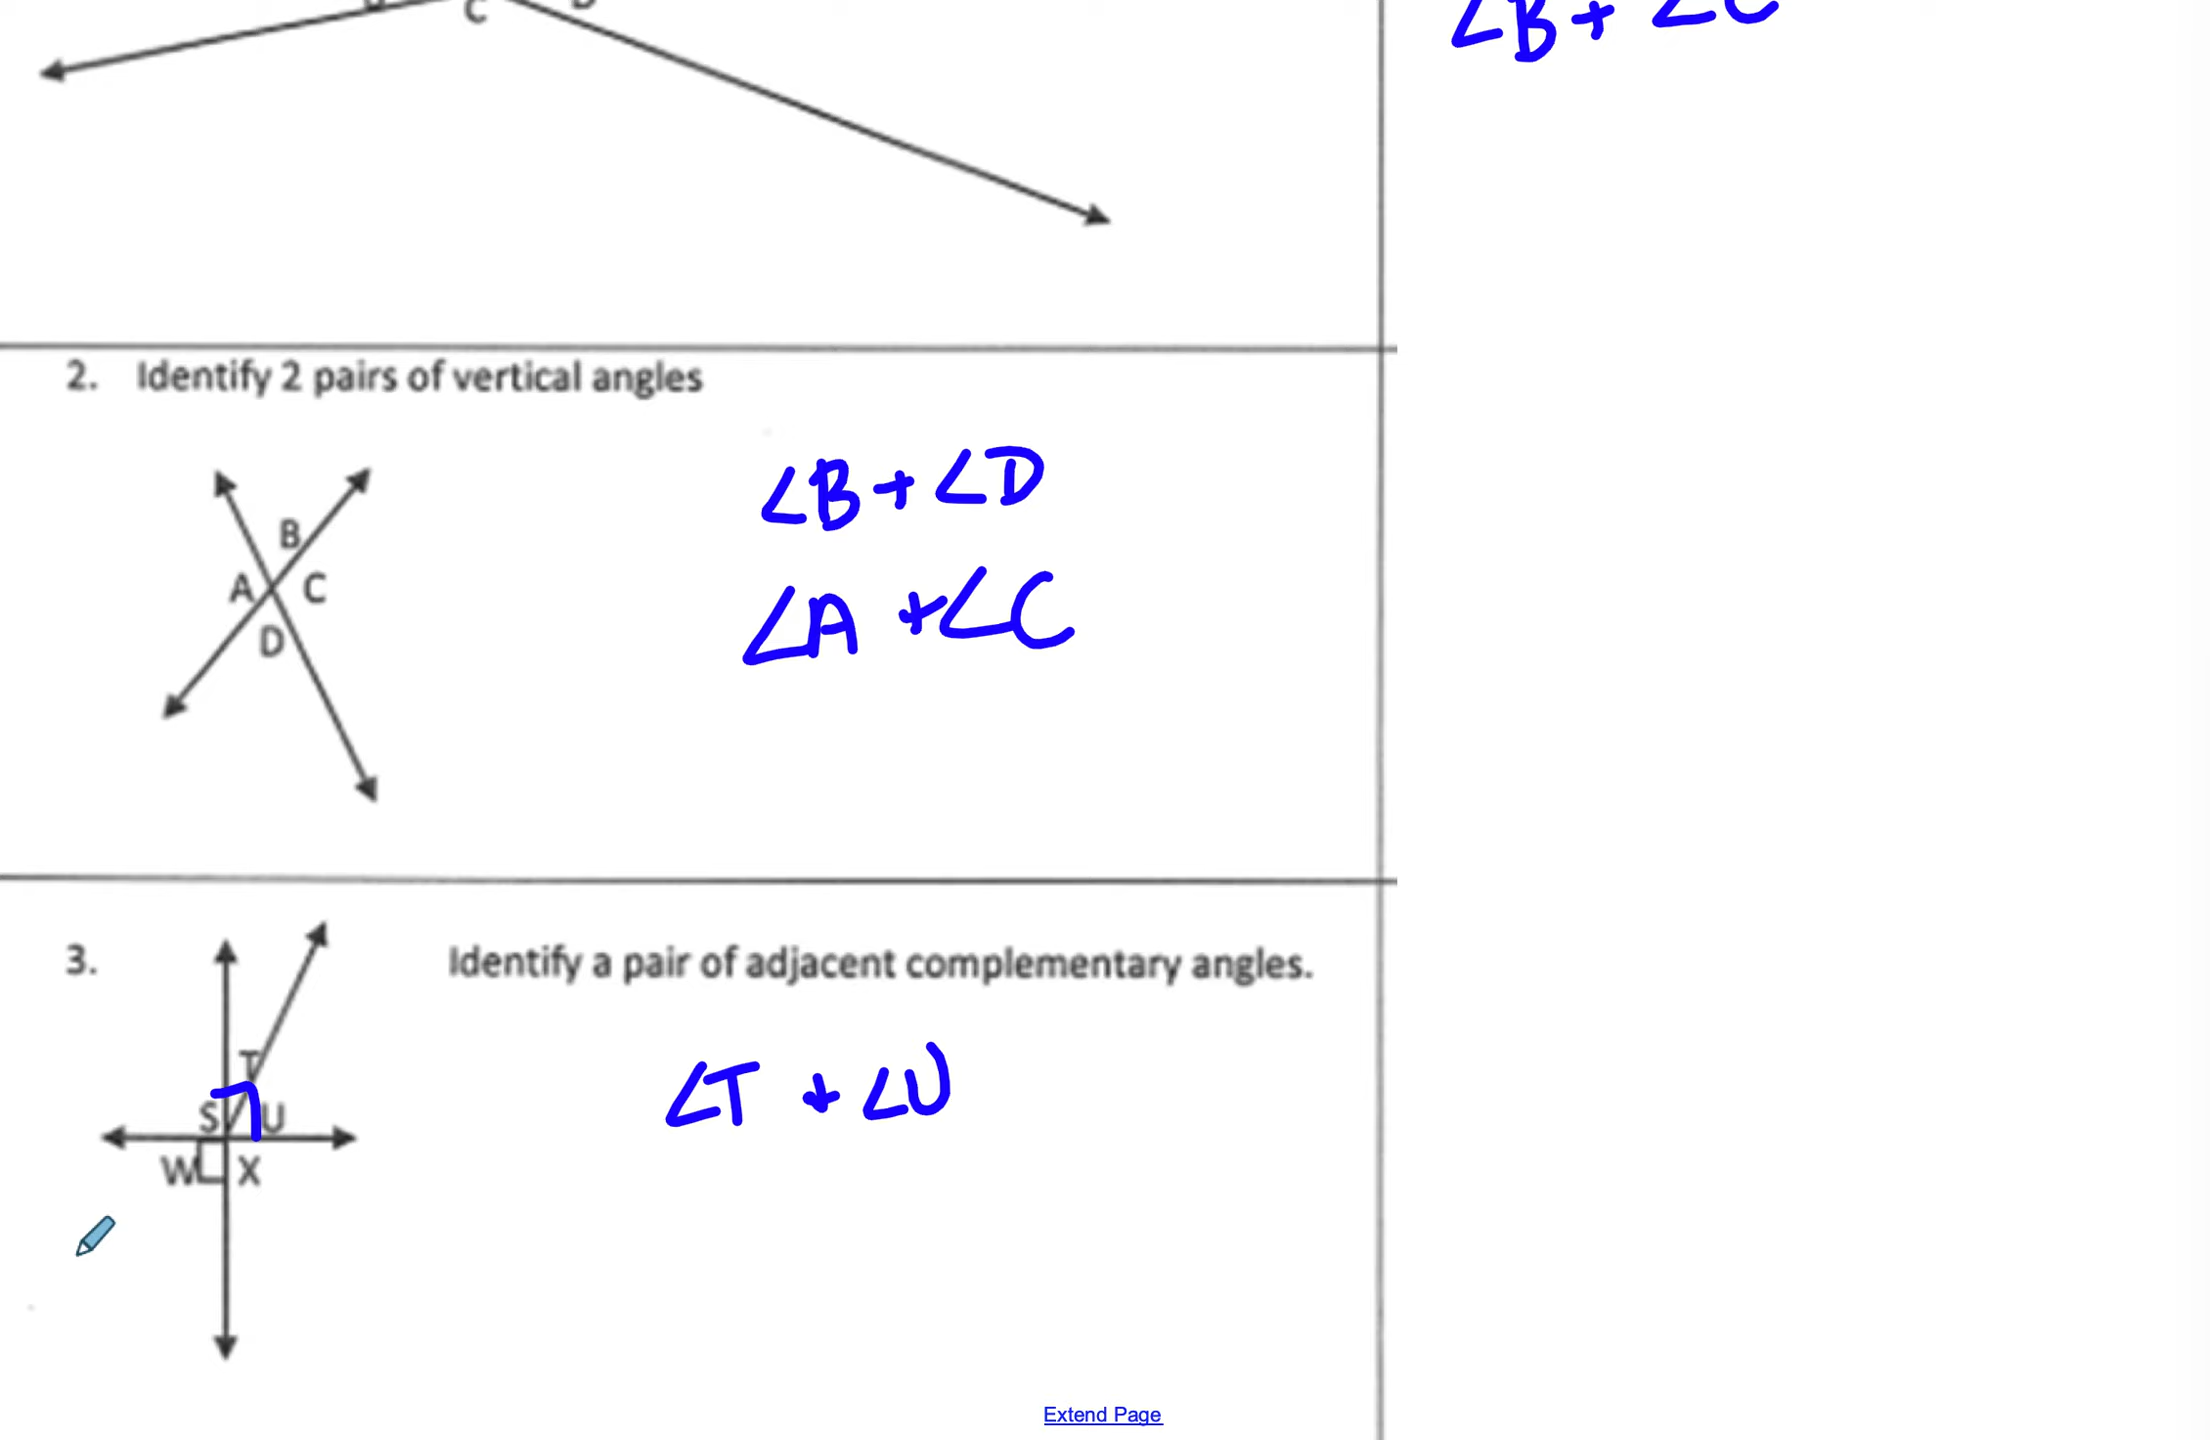 ∠B + ∠C
C
2. Identify 2 pairs of vertical angles
B
A C
D
∠B + ∠D
∠A + ∠C
3. Identify a pair of adjacent complementary angles.
T
S U
W X
∠T + ∠U
Extend Page